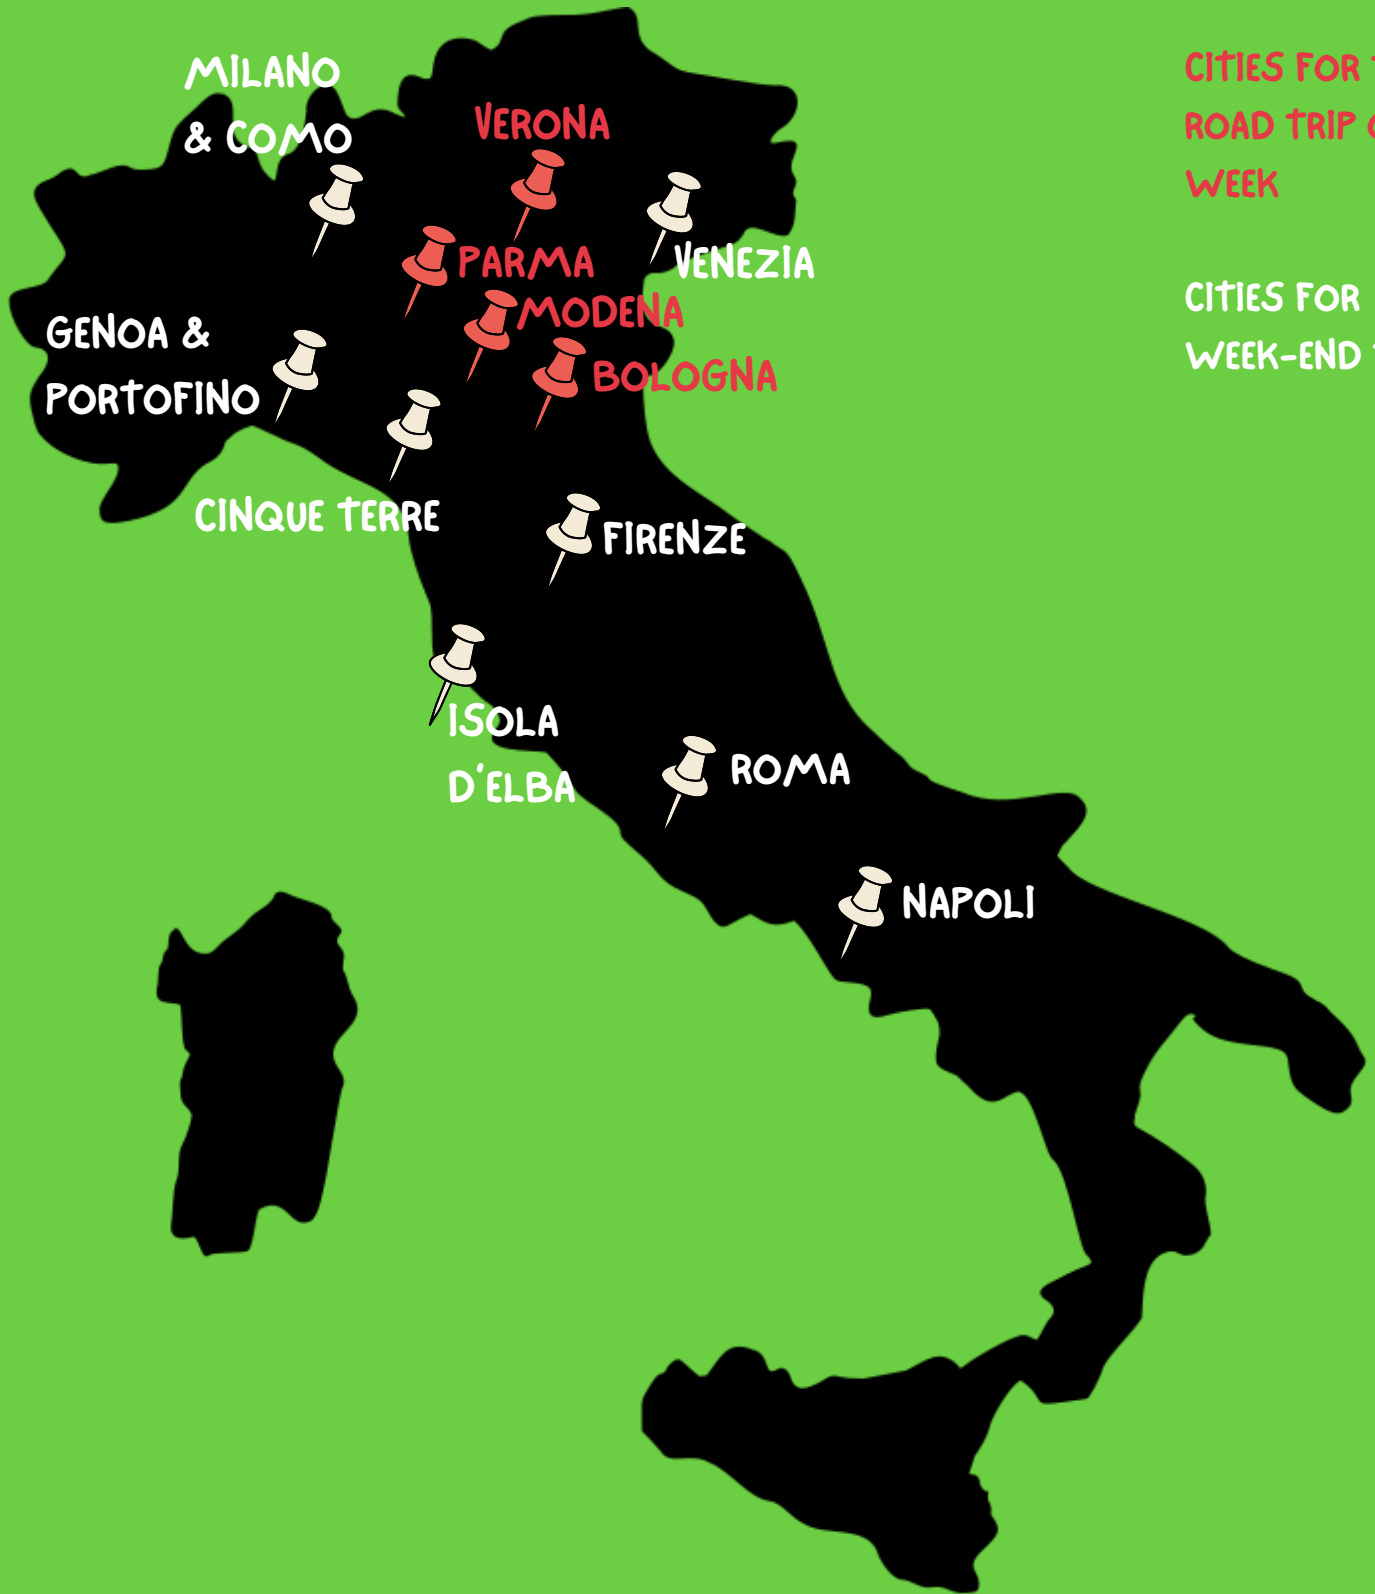 MILANO
& COMO
VERONA
VENEZIA
PARMA
MODENA
BOLOGNA
GENOA &
PORTOFINO
CINQUE TERRE
FIRENZE
ISOLA
D'ELBA
ROMA
NAPOLI
CITIES FOR
ROAD TRIP
WEEK
CITIES FOR
WEEK-END